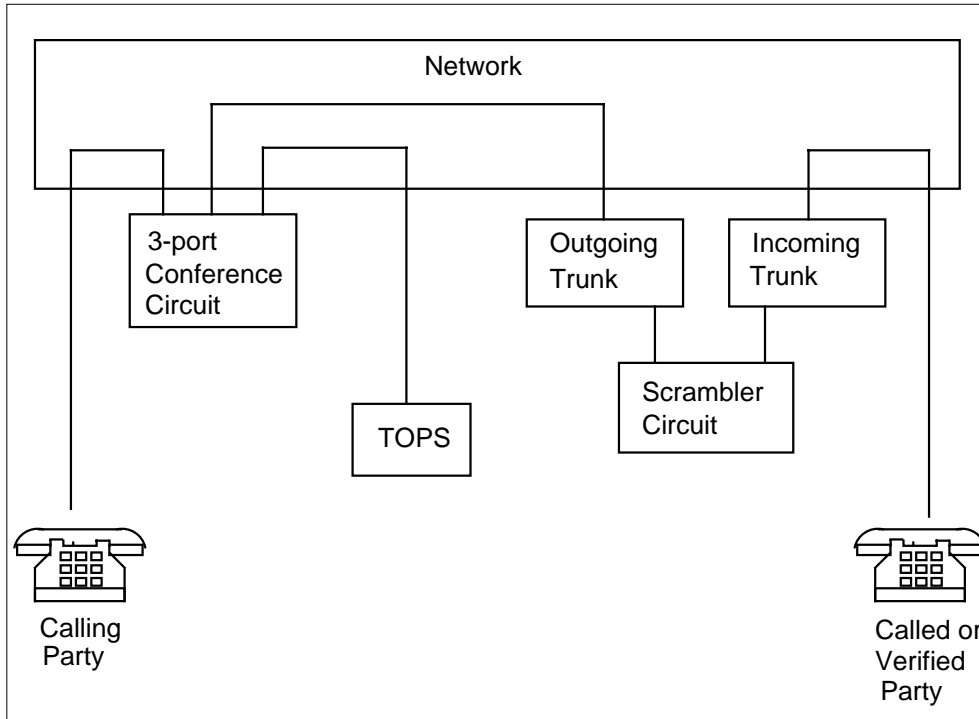 Network
3-port
Conference
Circuit
Outgoing
Trunk
Incoming
Trunk
Scrambler
Circuit
TOPS
Calling
Party
Called or
Verified
Party